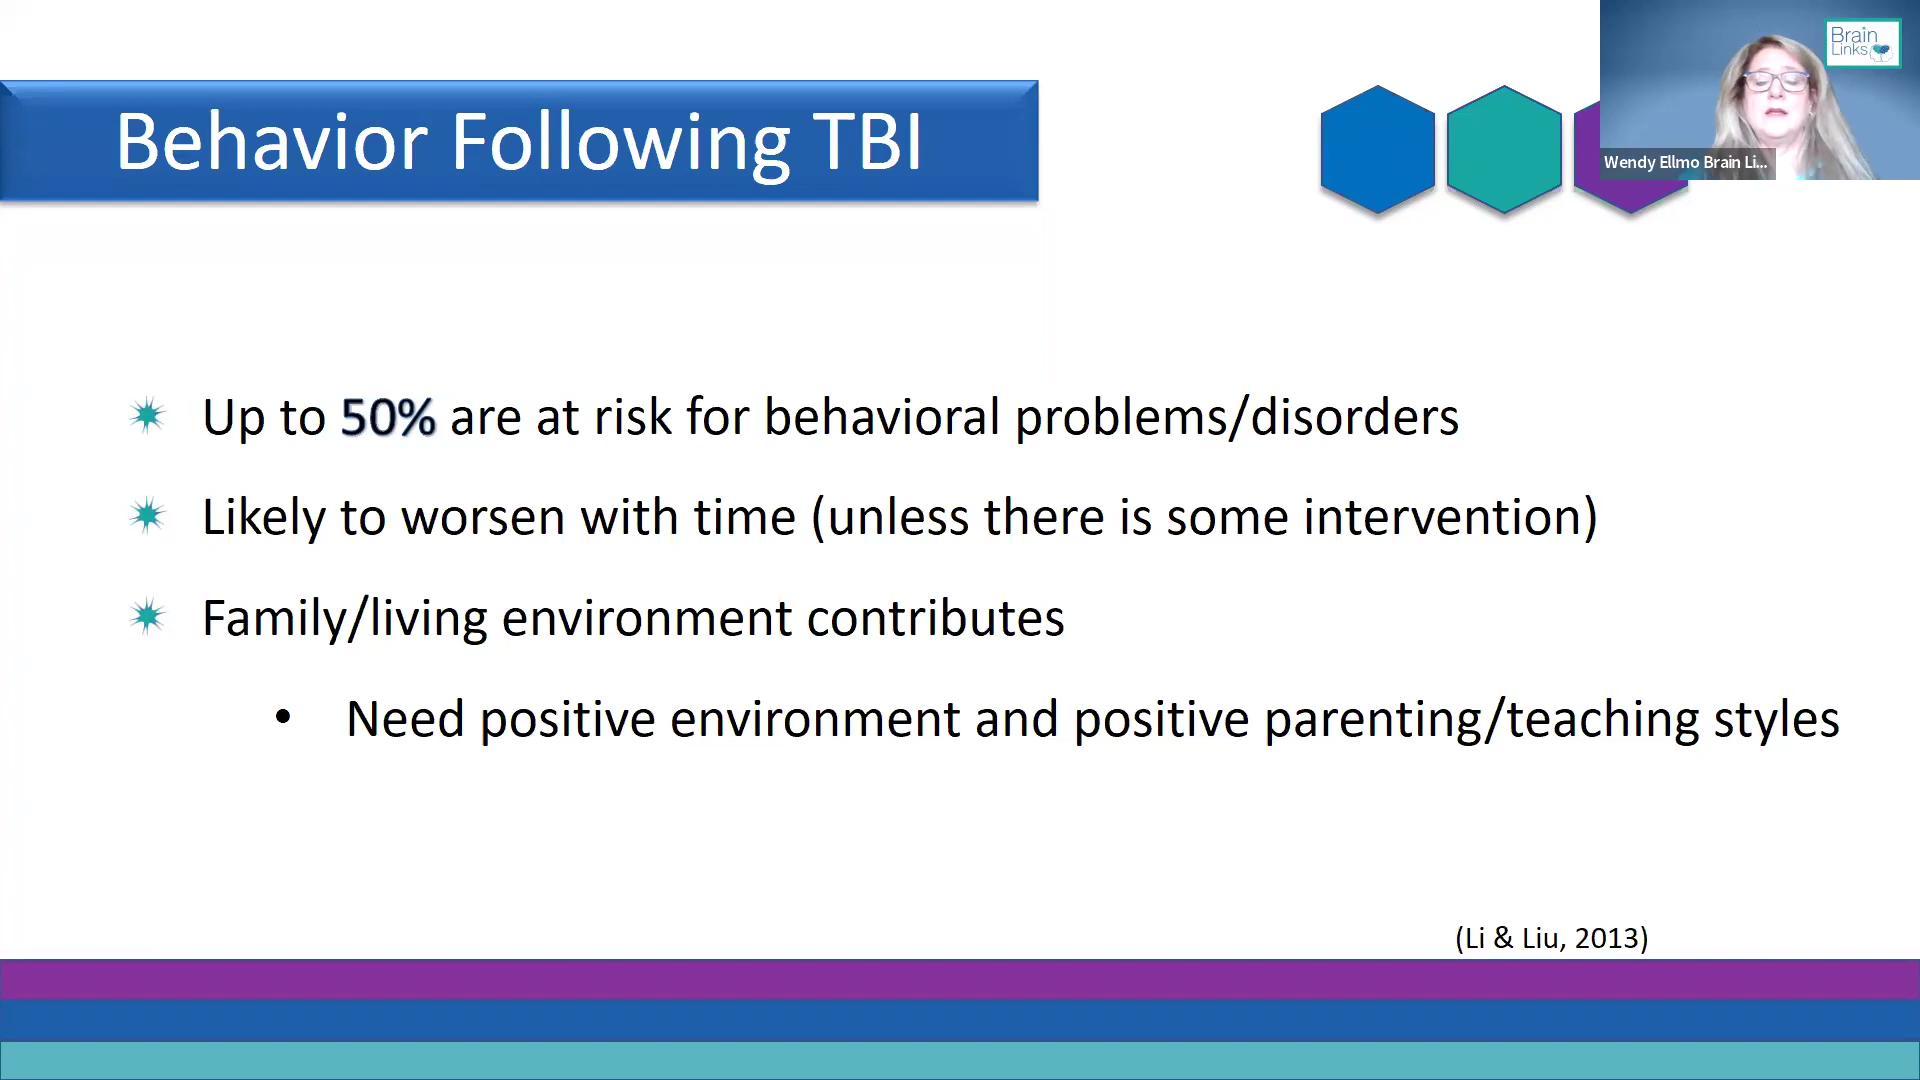 Brain
Links
Behavior Following TBI
Wendy Ellmo Brain Li...
Up to 50% are at risk for behavioral problems/disorders
Likely to worsen with time (unless there is some intervention)
Family/living environment contributes
• Need positive environment and positive parenting/teaching styles
(Li & Liu, 2013)